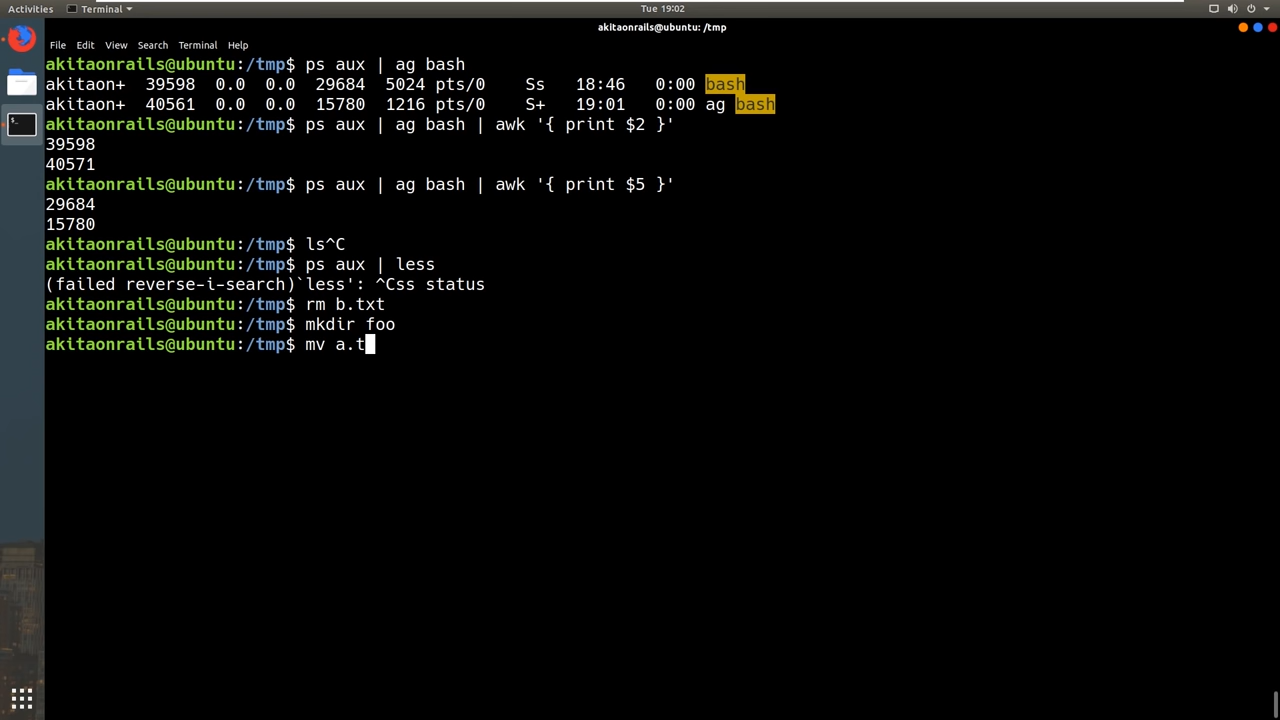 Activities Terminal Tue 19:02
akitaonrails@ubuntu: /tmp
File Edit View Search Terminal Help
akitaonrails@ubuntu:/tmp$ ps aux | ag bash
akitaon+ 39598 0.0 0.0 29684 5024 pts/0 Ss 18:46 0:00 bash
akitaon+ 40561 0.0 0.0 15780 1216 pts/0 S+ 19:01 0:00 ag bash
akitaonrails@ubuntu:/tmp$ ps aux | ag bash | awk '{ print $2 }'
39598
40571
akitaonrails@ubuntu:/tmp$ ps aux | ag bash | awk '{ print $5 }'
29684
15780
akitaonrails@ubuntu:/tmp$ ls^C
akitaonrails@ubuntu:/tmp$ ps aux | less
(failed reverse-i-search)`less': ^Css status
akitaonrails@ubuntu:/tmp$ rm b.txt
akitaonrails@ubuntu:/tmp$ mkdir foo
akitaonrails@ubuntu:/tmp$ mv a.t